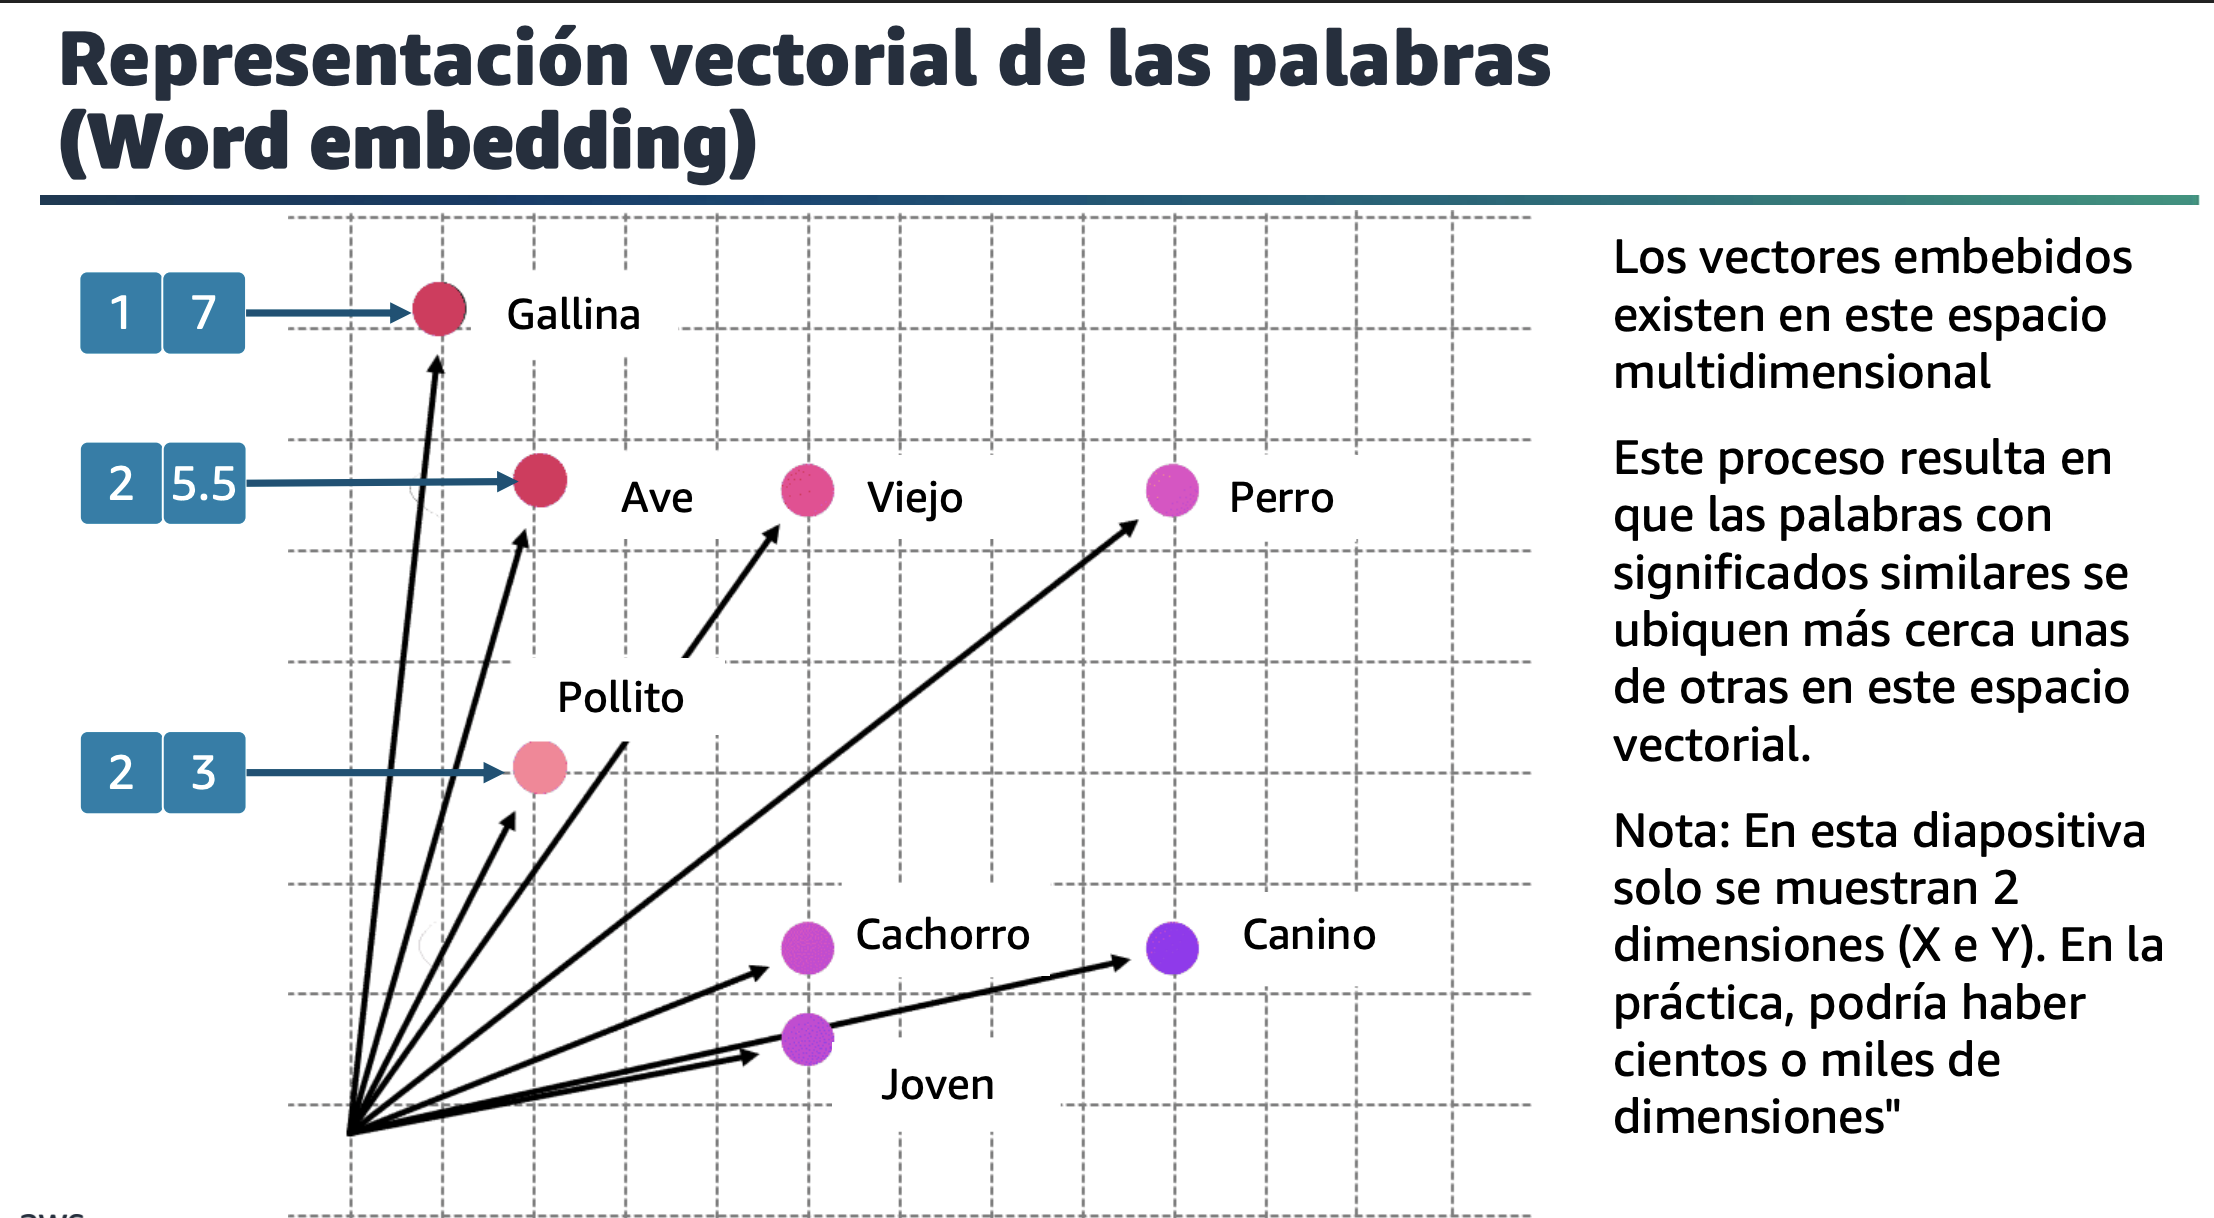 Representación vectorial de las palabras
(Word embedding)
1 7
Gallina
2 5.5
Ave
Viejo
Perro
Pollito
2 3
Cachorro
Canino
Joven
Los vectores embebidos
existen en este espacio
multidimensional
Este proceso resulta en
que las palabras con
significados similares se
ubiquen más cerca unas
de otras en este espacio
vectorial.
Nota: En esta diapositiva
solo se muestran 2
dimensiones (X e Y). En la
práctica, podría haber
cientos o miles de
dimensiones"
aws